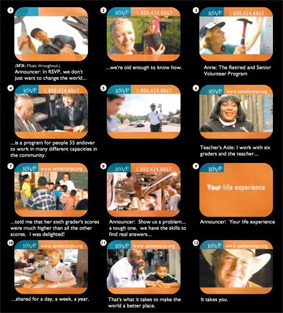 1
RSVP 1.800.424.8867
(SFX: Music throughout.)
Announcer: In RSVP, we don't
just want to change the world...
2
RSVP 1.800.424.8867
...we're old enough to know how.
3
RSVP 1.800.424.8867
Anne: The Retired and Senior
Volunteer Program
4
RSVP www.seniorcorps.org
...is a program for people 55 andover
to work in many different capacities in
the community.
5
RSVP 1.800.424.8867
6
RSVP www.seniorcorps.org
Teacher's Aide: I work with six
graders and the teacher...
7
RSVP www.seniorcorps.org
...told me that her sixth grader's scores
were much higher than all the other
scores. I was delighted!
8
RSVP 1.800.424.8867
Announcer: Show us a problem...
a tough one. we have the skills to
find real answers...
9
RSVP 1.800.424.8867
Your life experience
Announcer: Your life experience
10
RSVP www.seniorcorps.org
...shared for a day, a week, a year.
11
RSVP www.seniorcorps.org
That's what it takes to make the
world a better place.
12
RSVP www.seniorcorps.org
It takes you.